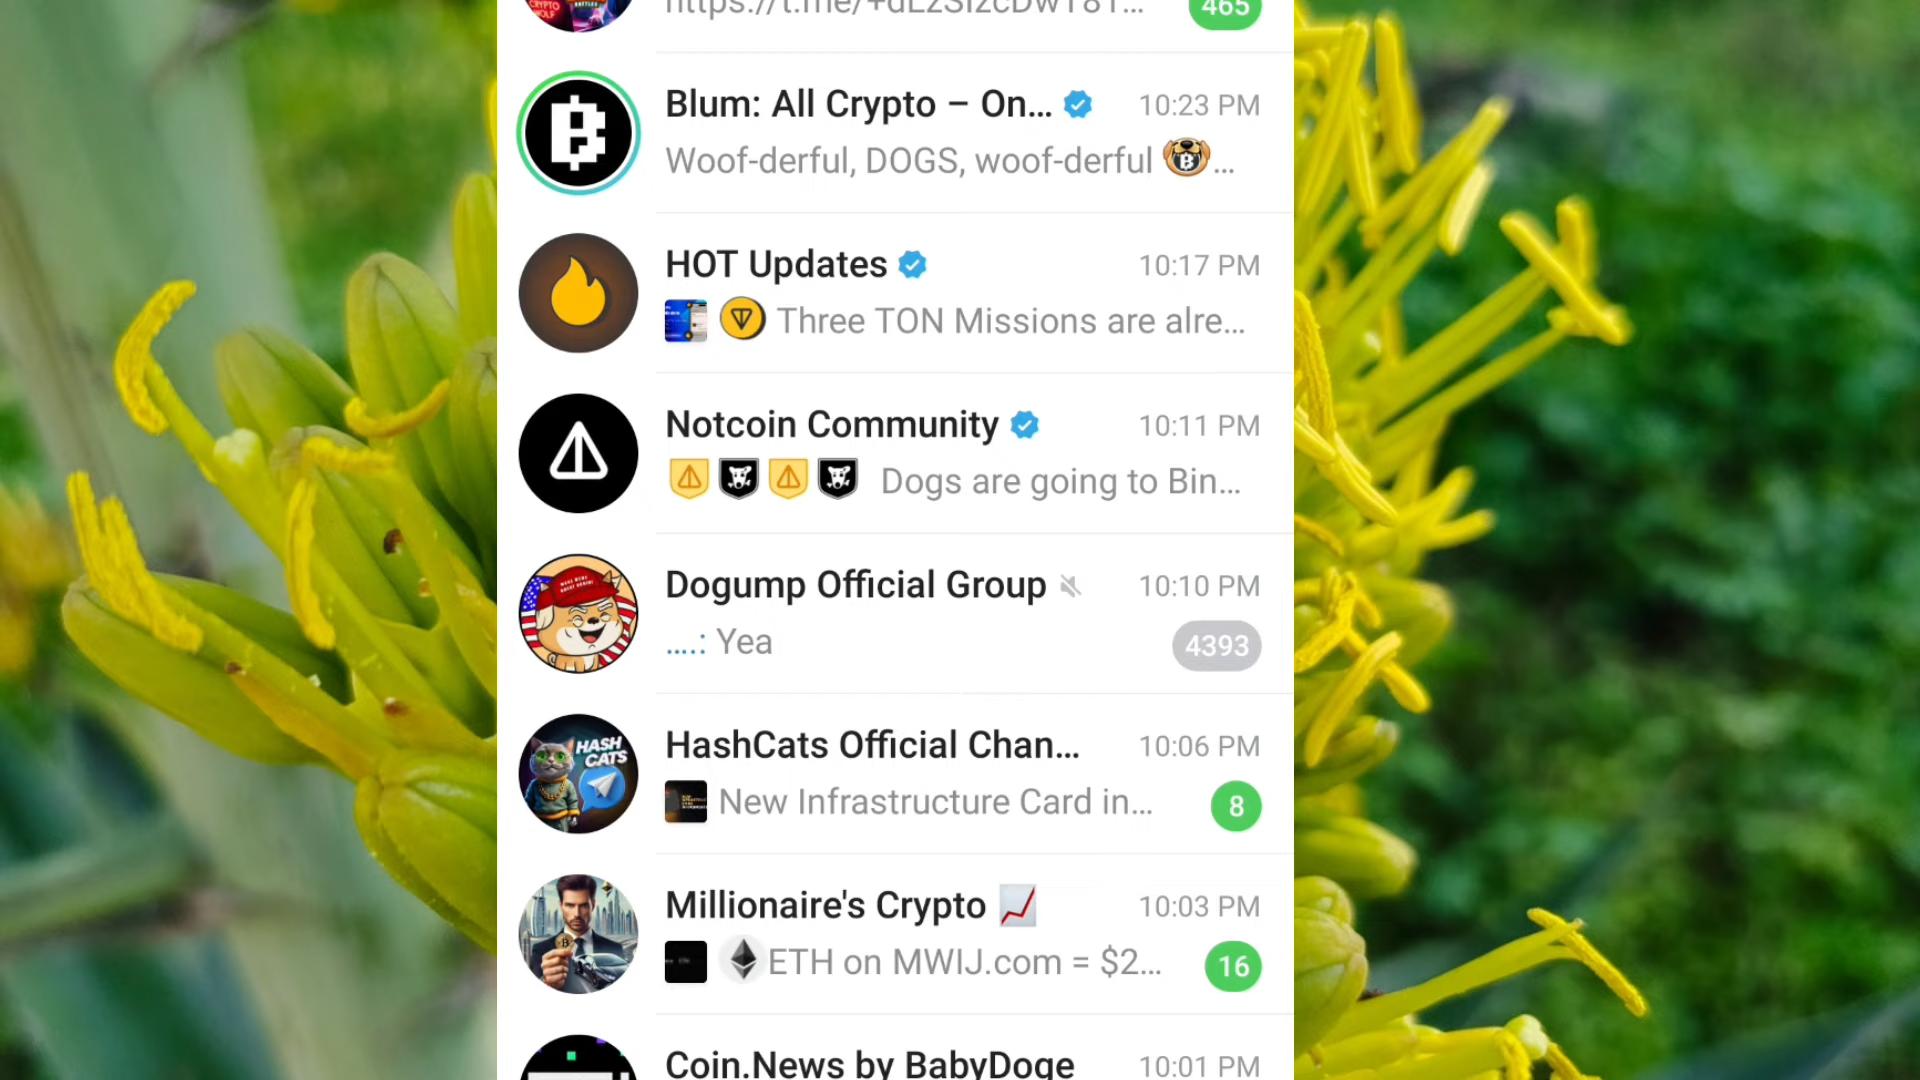 465
Blum: All Crypto – On... 10:23 PM
Woof-derful, DOGS, woof-derful ...
HOT Updates 10:17 PM
Three TON Missions are alre...
Notcoin Community 10:11 PM
Dogs are going to Bin...
Dogump Official Group 10:10 PM
....: Yea
4393
HASH CATS
HashCats Official Chan... 10:06 PM
New Infrastructure Card in...
8
Millionaire's Crypto 10:03 PM
ETH on MWIJ.com = $2...
16
Coin.News by BabyDoge 10:01 PM